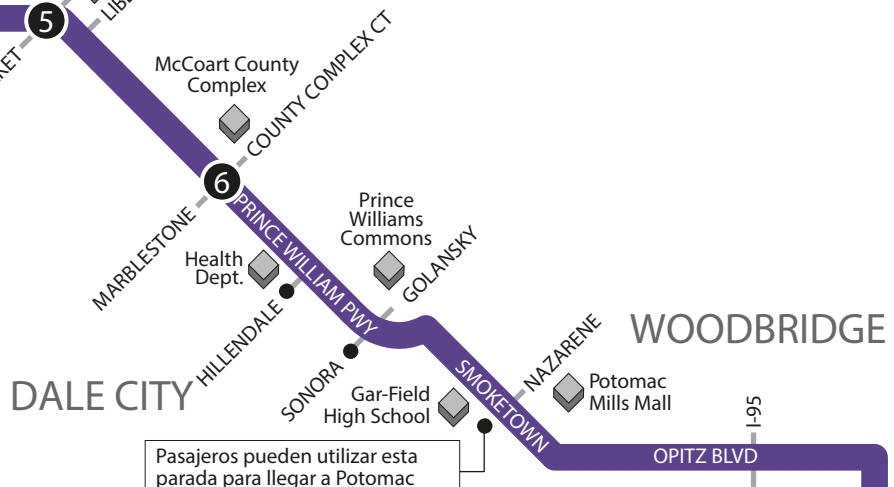 5
McCoart County
Complex
COUNTY COMPLEX CT
6
MARBLESTONE
PRINCE WILLIAM PWY
Health
Dept.
HILLENDALE
Prince
Williams
Commons
GOLANSKY
SONORA
DALE CITY
WOODBRIDGE
SMOKETOWN
NAZARENE
Gar-Field
High School
Potomac
Mills Mall
I-95
OPITZ BLVD
Pasajeros pueden utilizar esta
parada para llegar a Potomac